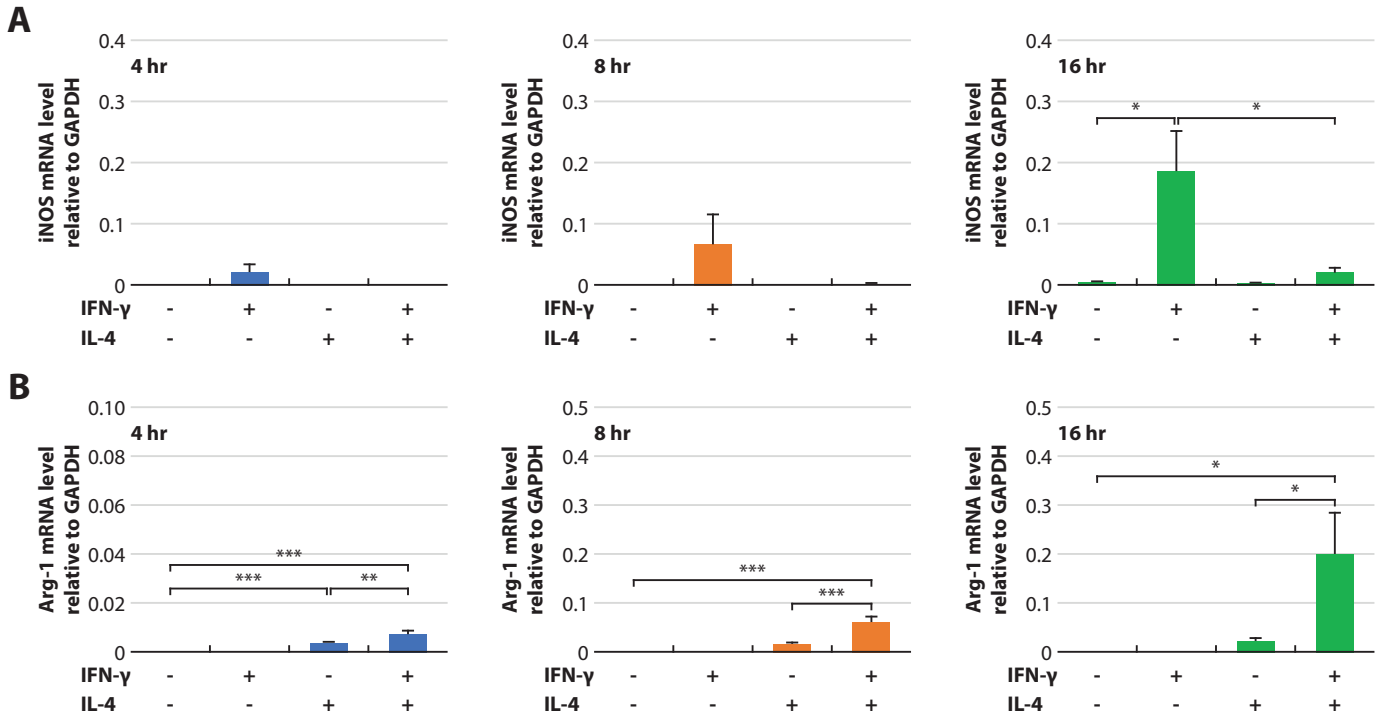 A
iNOS mRNA level
relative to GAPDH
4 hr
0.4
0.3
0.2
0.1
0
IFN-γ - + - +
IL-4 - - + +
iNOS mRNA level
relative to GAPDH
8 hr
0.4
0.3
0.2
0.1
0
IFN-γ - + - +
IL-4 - - + +
iNOS mRNA level
relative to GAPDH
16 hr
0.4
0.3
0.2
0.1
0
* *
IFN-γ - + - +
IL-4 - - + +
B
Arg-1 mRNA level
relative to GAPDH
4 hr
0.10
0.08
0.06
0.04
0.02
0
***
*** **
IFN-γ - + - +
IL-4 - - + +
Arg-1 mRNA level
relative to GAPDH
8 hr
0.5
0.4
0.3
0.2
0.1
0
***
***
IFN-γ - + - +
IL-4 - - + +
Arg-1 mRNA level
relative to GAPDH
16 hr
0.5
0.4
0.3
0.2
0.1
0
*
*
IFN-γ - + - +
IL-4 - - + +